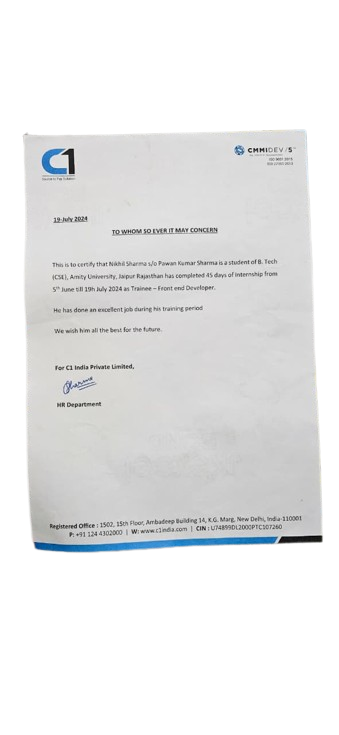 C1
CMMIDEV/5
ISO 9001:2015
19-July 2024
TO WHOM SO EVER IT MAY CONCERN
This is to certify that Nikhil Sharma s/o Pawan Kumar Sharma is a student of B. Tech
(CSE), Amity University, Jaipur Rajasthan has completed 45 days of Internship from
5th June till 19h July 2024 as Trainee – Front end Developer.
He has done an excellent job during his training period
We wish him all the best for the future.
For C1 India Private Limited,
Sharma
HR Department
Registered Office : 1502, 15th Floor, Ambadeep Building 14, K.G. Marg, New Delhi, India-110001
P: +91 124 4302000 | W: www.c1india.com | CIN : U74899DL2000PTC107260